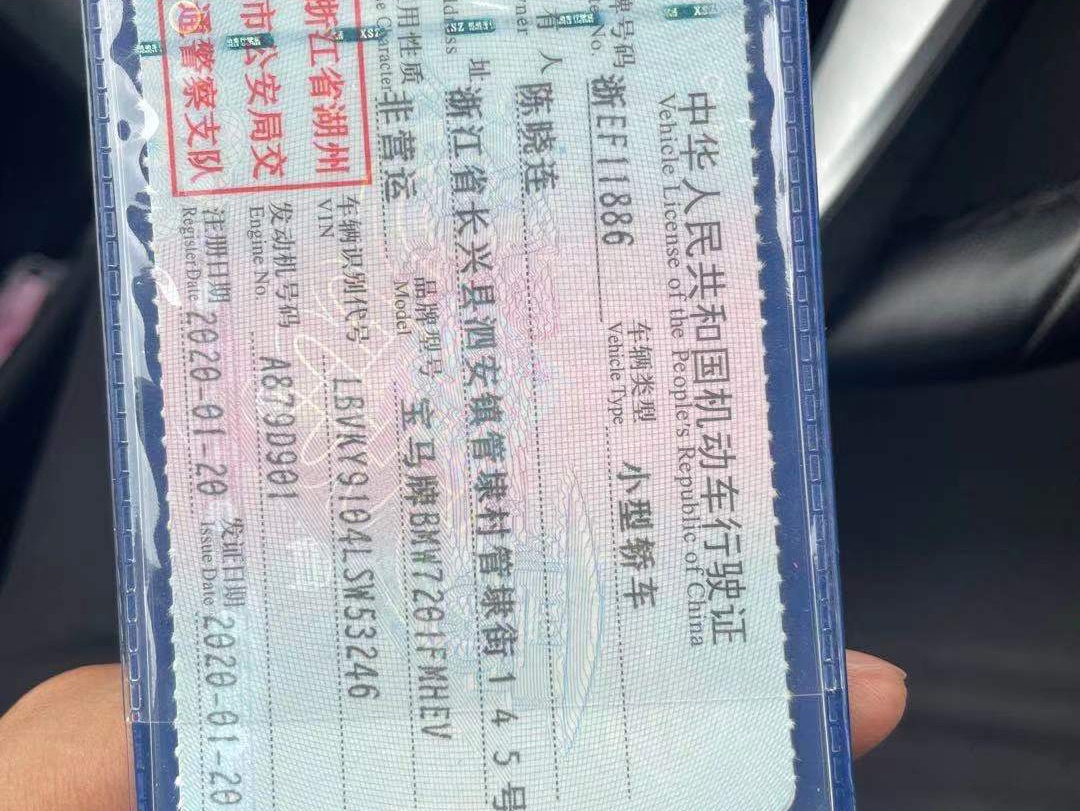 中华人民共和国机动车行驶证
Vehicle License of the People's Republic of China
牌号码 浙EF11886 车辆类型 小型轿车
No. Vehicle Type
有 人 陈晓连
wner
址 浙江省长兴县泗安镇管埭村管埭街145号
ddress
用性质 非营运 品牌型号 宝马牌BMW7201FMHEV
e Character Model
浙江省湖州
市公安局交
通警察支队
车辆识别代号 LBVKY9104LSW53246
VIN
发动机号码 A879D901
Engine No.
注册日期 2020-01-20 发证日期 2020-01-20
Register Date Issue Date